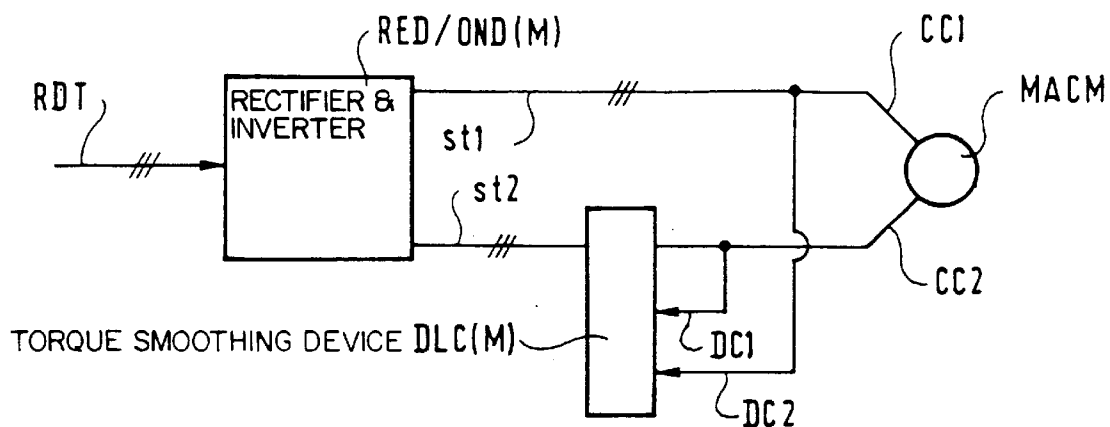 RED/OND(M)
CC1
RDT
RECTIFIER &
INVERTER
MACM
st1
st2
CC2
TORQUE SMOOTHING DEVICE DLC(M)
DC1
DC2